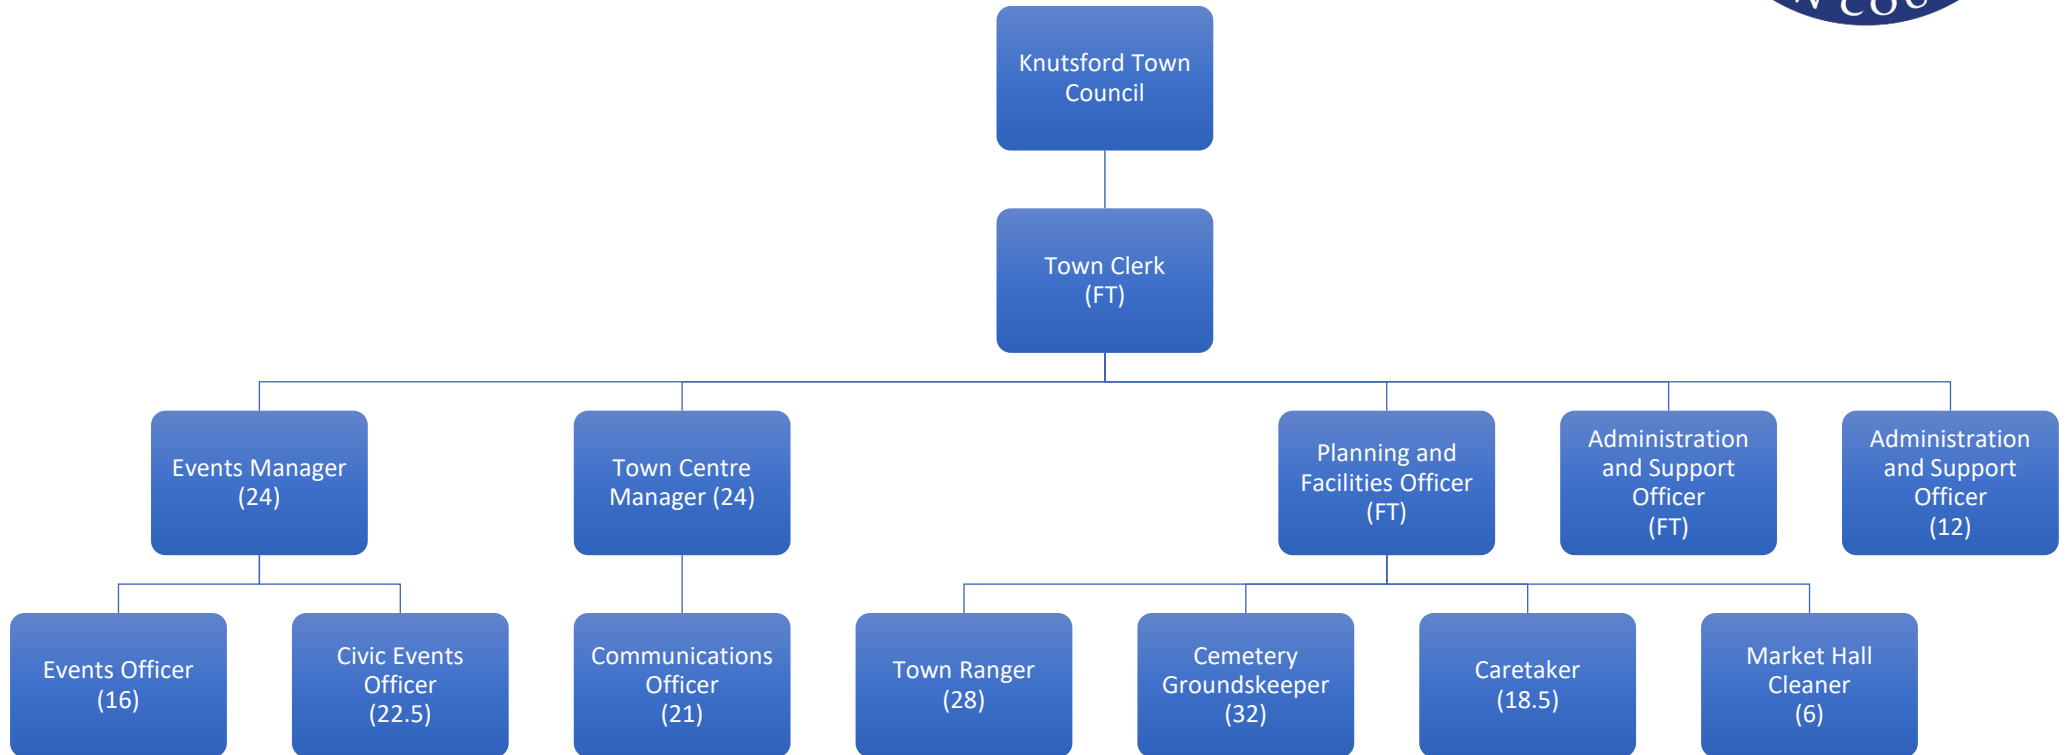 W COU
Knutsford Town
Council
Town Clerk
(FT)
Events Manager
(24)
Town Centre
Manager (24)
Planning and
Facilities Officer
(FT)
Administration
and Support
Officer
(FT)
Administration
and Support
Officer
(12)
Events Officer
(16)
Civic Events
Officer
(22.5)
Communications
Officer
(21)
Town Ranger
(28)
Cemetery
Groundskeeper
(32)
Caretaker
(18.5)
Market Hall
Cleaner
(6)